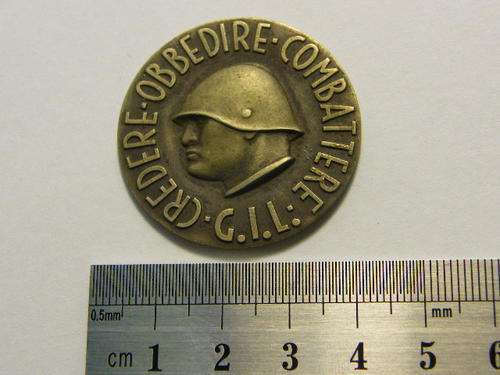 CREDERE·OBBEDIRE·COMBATTERE·
G.I.L.
0.5mm mm
cm 1 2 3 4 5 6